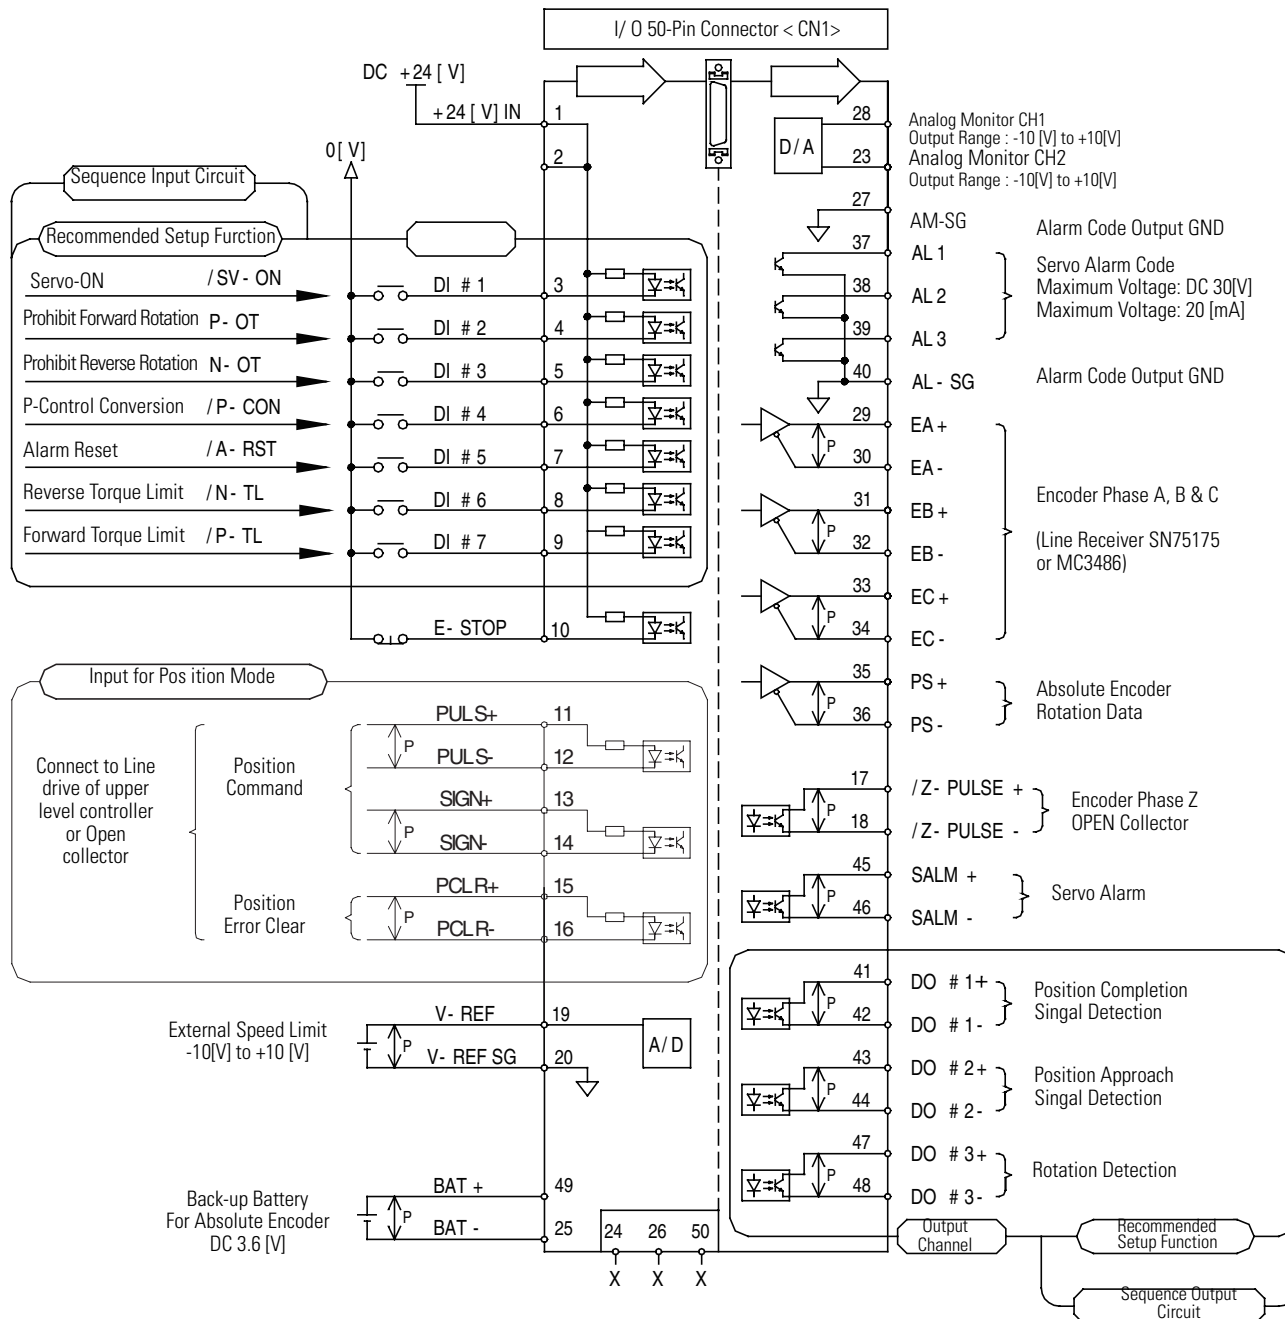 I/ O 50-Pin Connector < CN1>
DC +24 [ V]
+24 [ V] IN
1
2
0[ V]
Sequence Input Circuit
Recommended Setup Function
Servo-ON /SV- ON DI # 1 3
Prohibit Forward Rotation P- OT DI # 2 4
Prohibit Reverse Rotation N- OT DI # 3 5
P-Control Conversion /P- CON DI # 4 6
Alarm Reset /A- RST DI # 5 7
Reverse Torque Limit /N- TL DI # 6 8
Forward Torque Limit /P- TL DI # 7 9
E- STOP 10
Input for Pos ition Mode
Connect to Line
drive of upper
level controller
or Open
collector
Position
Command
PULS+ 11
P
PULS- 12
SIGN+ 13
P
SIGN- 14
Position
Error Clear
PCLR+ 15
P
PCLR- 16
External Speed Limit
-10[V] to +10 [V]
V- REF 19
P
V- REF SG 20
A/D
Back-up Battery
For Absolute Encoder
DC 3.6 [V]
BAT + 49
P
BAT - 25
24 26 50
X X X
D/A
28 Analog Monitor CH1
Output Range : -10 [V] to +10[V]
23 Analog Monitor CH2
Output Range : -10[V] to +10[V]
27 AM-SG Alarm Code Output GND
37 AL 1
38 AL 2
39 AL 3
Servo Alarm Code
Maximum Voltage: DC 30[V]
Maximum Voltage: 20 [mA]
40 AL- SG Alarm Code Output GND
29 EA +
P
30 EA -
31 EB +
P
32 EB -
33 EC +
P
34 EC -
Encoder Phase A, B & C
(Line Receiver SN75175
or MC3486)
35 PS +
P
36 PS -
Absolute Encoder
Rotation Data
17 /Z- PULSE +
P
18 /Z- PULSE -
Encoder Phase Z
OPEN Collector
45 SALM +
P
46 SALM -
Servo Alarm
41 DO # 1+
P
42 DO # 1-
Position Completion
Singal Detection
43 DO # 2+
P
44 DO # 2-
Position Approach
Singal Detection
47 DO # 3+
P
48 DO # 3-
Rotation Detection
Output
Channel
Recommended
Setup Function
Sequence Output
Circuit